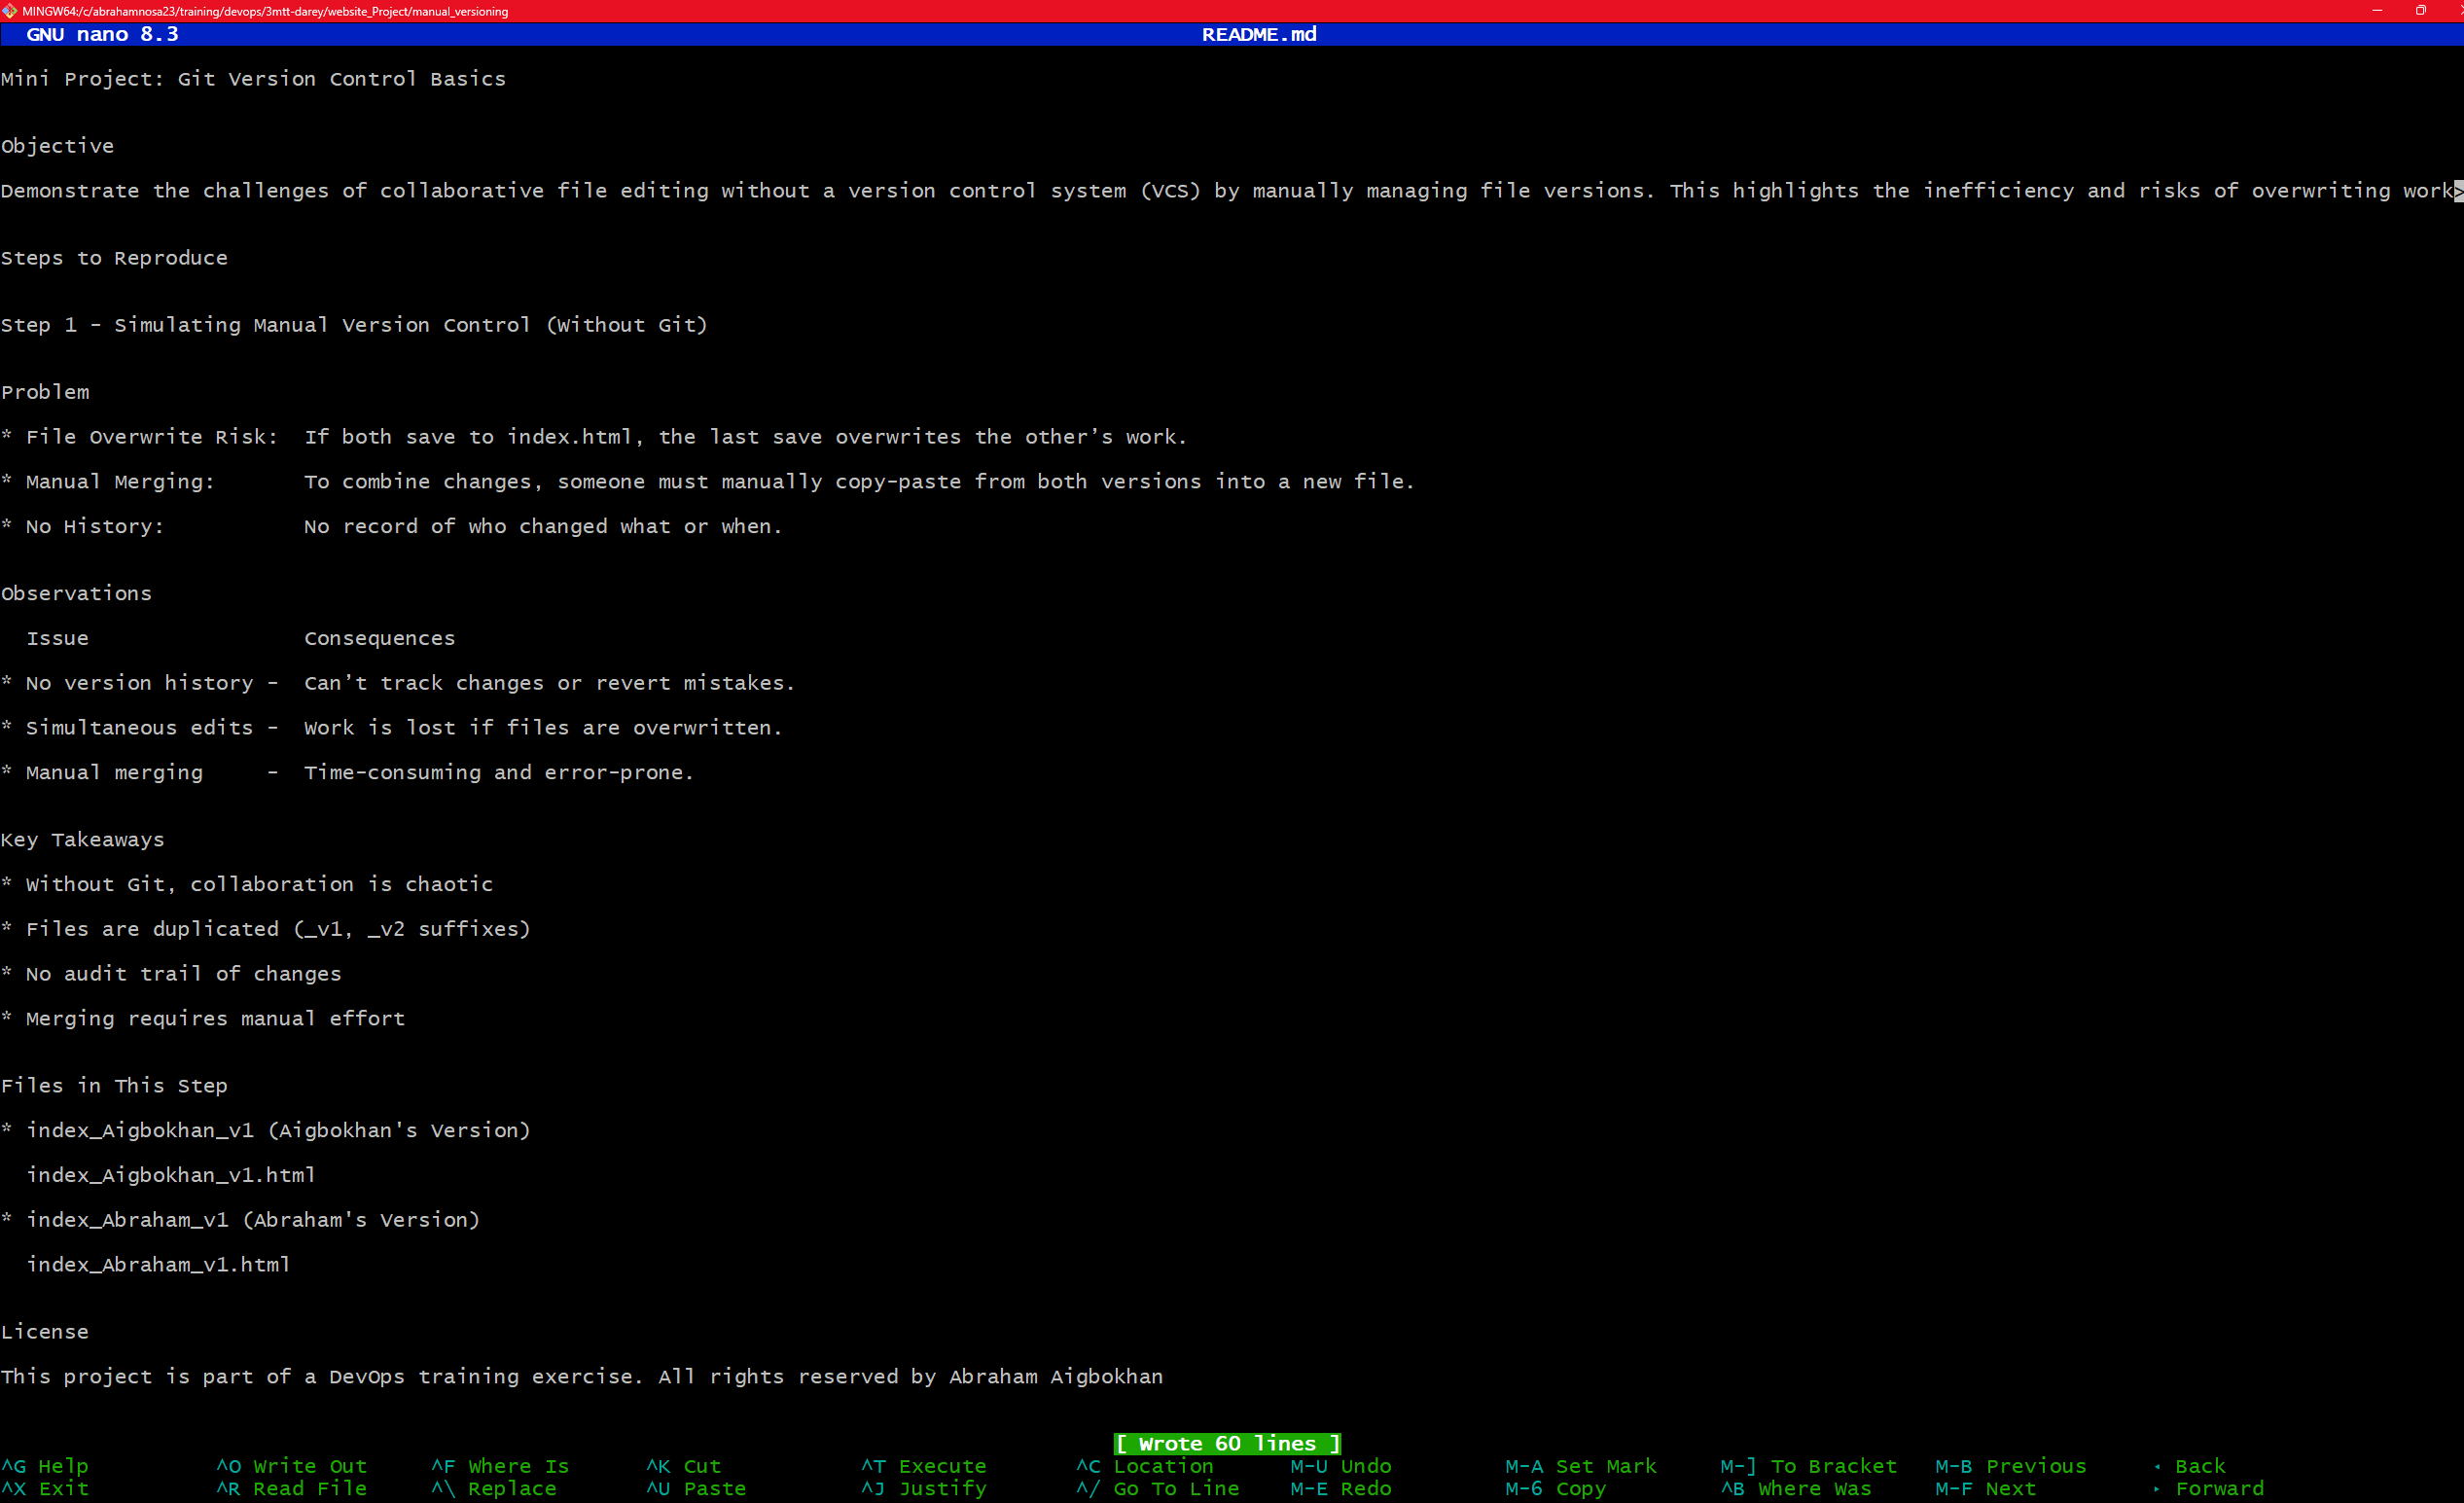 MINGW64:/c/abrahamnosa23/training/devops/3mtt-darey/website_Project/manual_versioning
GNU nano 8.3 README.md
Mini Project: Git Version Control Basics
Objective
Demonstrate the challenges of collaborative file editing without a version control system (VCS) by manually managing file versions. This highlights the inefficiency and risks of overwriting work>
Steps to Reproduce
Step 1 - Simulating Manual Version Control (Without Git)
Problem
* File Overwrite Risk:  If both save to index.html, the last save overwrites the other’s work.
* Manual Merging:       To combine changes, someone must manually copy-paste from both versions into a new file.
* No History:           No record of who changed what or when.
Observations
  Issue                 Consequences
* No version history -  Can’t track changes or revert mistakes.
* Simultaneous edits -  Work is lost if files are overwritten.
* Manual merging     -  Time-consuming and error-prone.
Key Takeaways
* Without Git, collaboration is chaotic
* Files are duplicated (_v1, _v2 suffixes)
* No audit trail of changes
* Merging requires manual effort
Files in This Step
* index_Aigbokhan_v1 (Aigbokhan's Version)
  index_Aigbokhan_v1.html
* index_Abraham_v1 (Abraham's Version)
  index_Abraham_v1.html
License
This project is part of a DevOps training exercise. All rights reserved by Abraham Aigbokhan
[ Wrote 60 lines ]
^G Help ^O Write Out ^F Where Is ^K Cut ^T Execute ^C Location M-U Undo M-A Set Mark M-] To Bracket M-B Previous ◂ Back
^X Exit ^R Read File ^\ Replace ^U Paste ^J Justify ^/ Go To Line M-E Redo M-6 Copy ^B Where Was M-F Next ▸ Forward